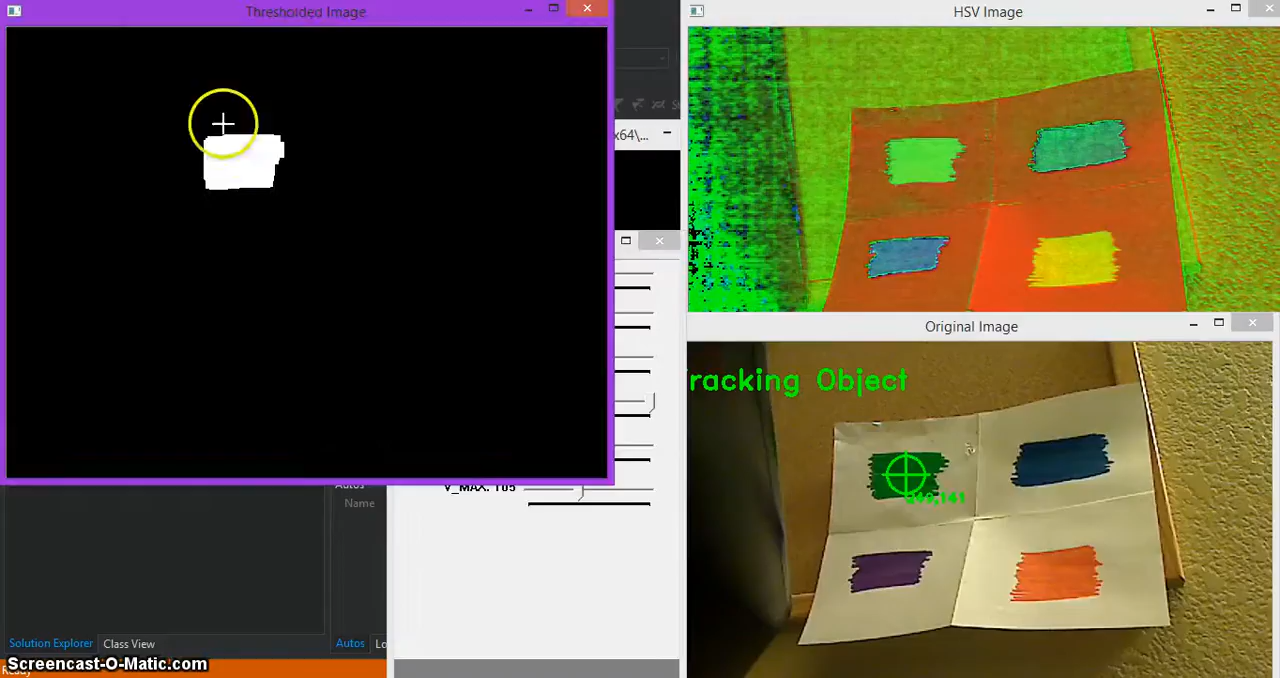 Thresholded Image
HSV Image
x64\...
Original Image
racking Object
V_MAX: 105
Name
Solution Explorer
Class View
Autos
Screencast-O-Matic.com